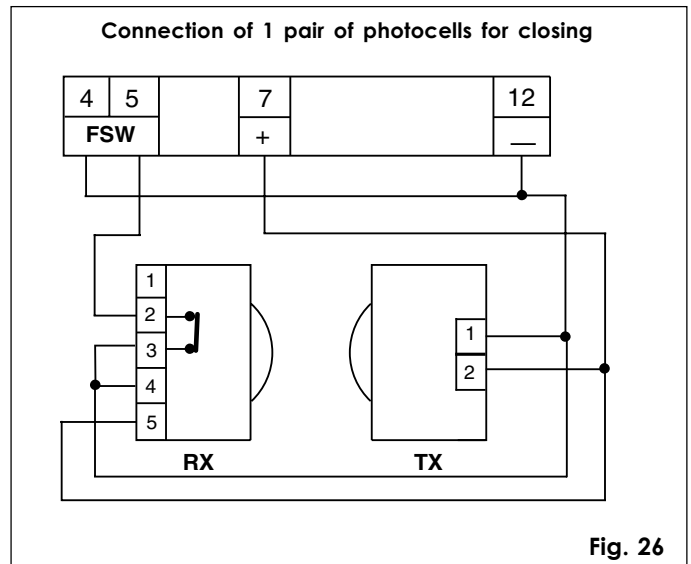 Connection of 1 pair of photocells for closing
4 5 7 12
FSW + —
1
2
3
4
5
1
2
RX TX
Fig. 26